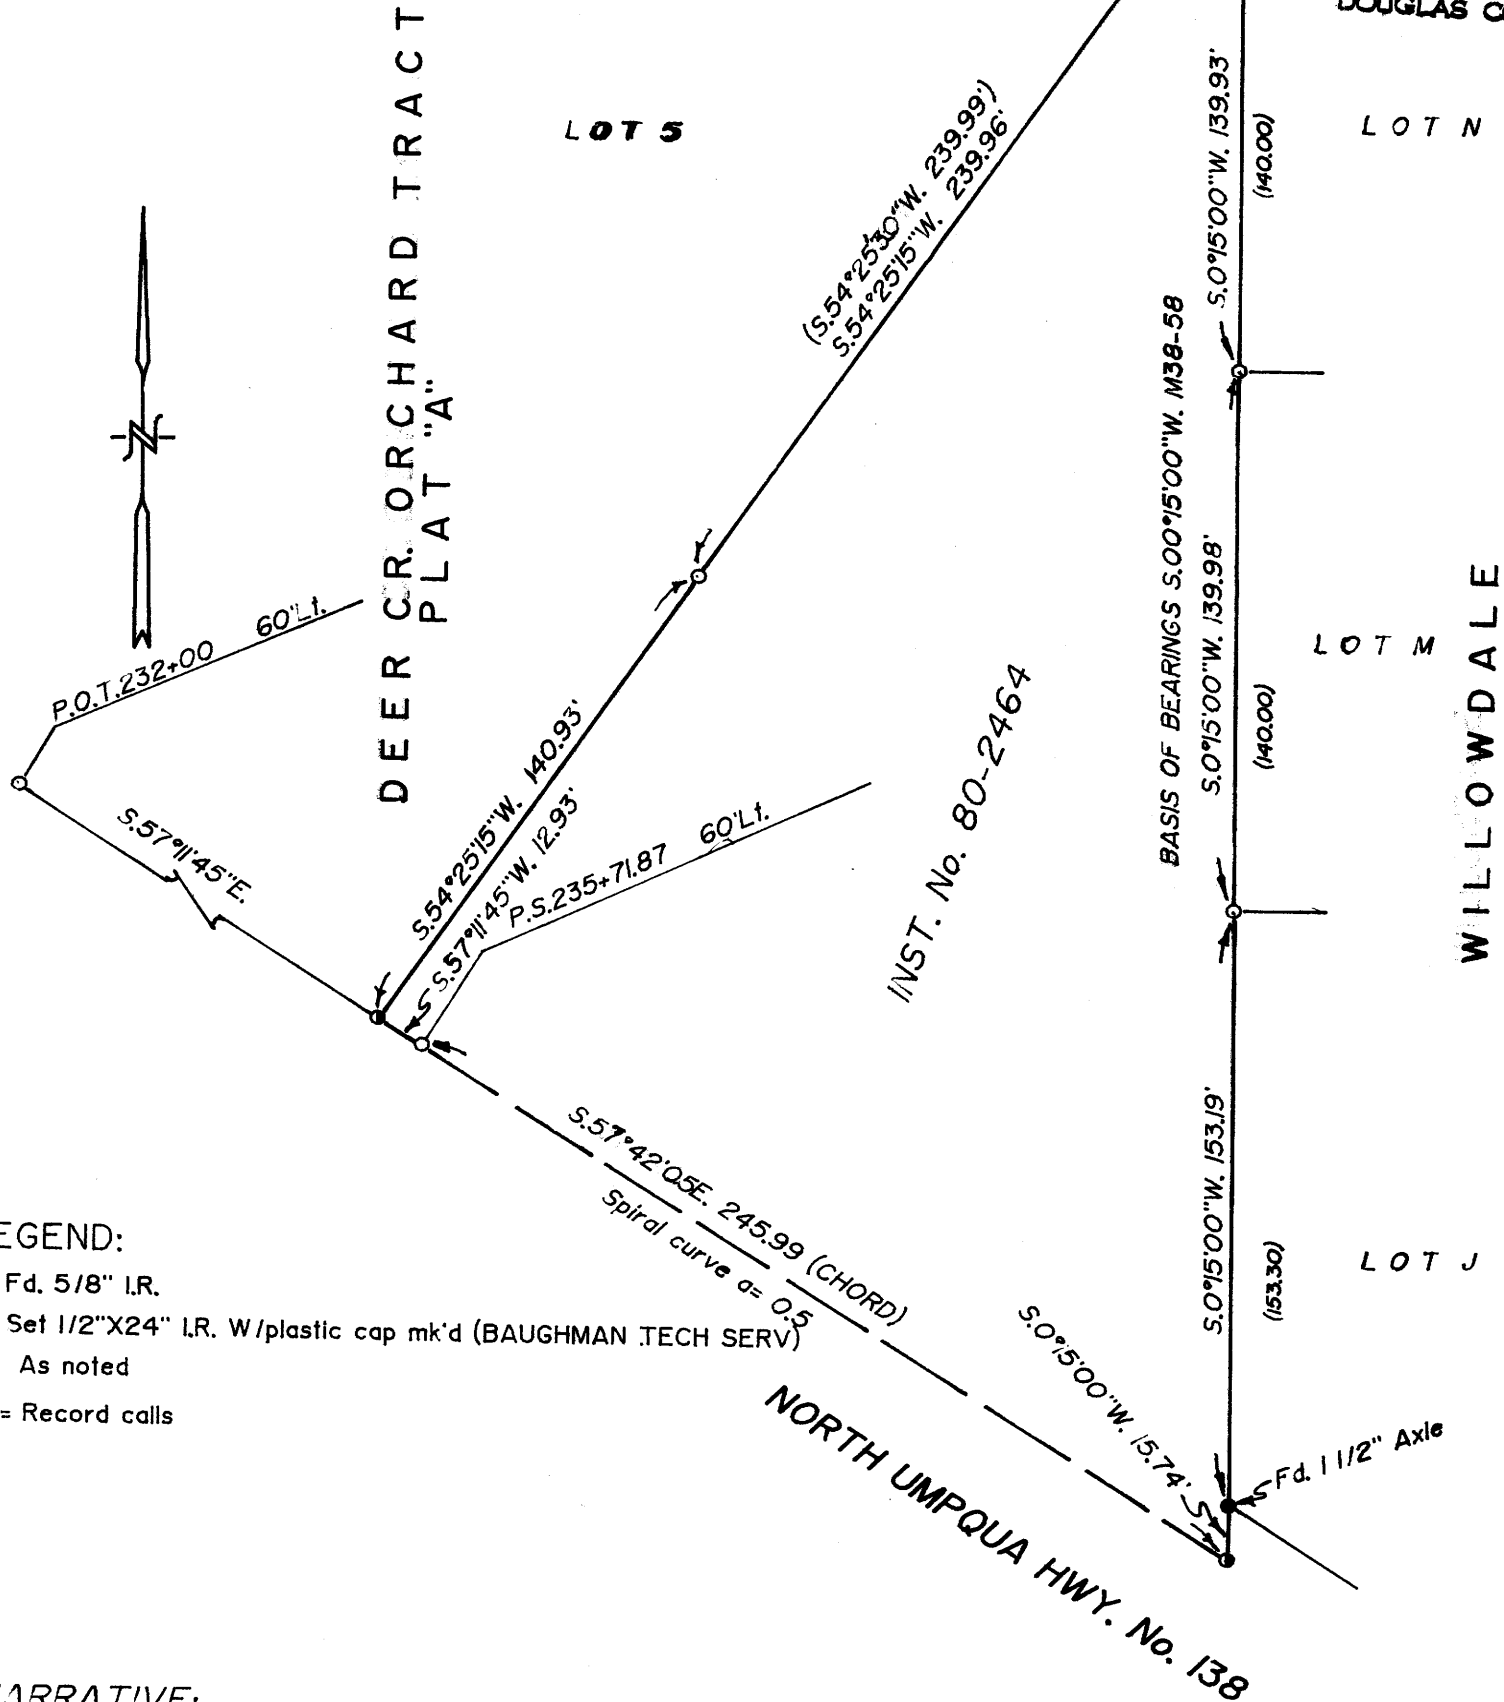 DOUGLAS
DEER CR. ORCHARD TRACT
PLAT "A"
LOT 5
(S.54°25'30"W. 239.99')
S.54°25'15"W. 239.96'
S.0°15'00"W. 139.93'
(140.00)
LOT N
BASIS OF BEARINGS S.00°15'00"W. M38-58
S.0°15'00"W. 139.98'
(140.00)
LOT M
WILLOWDALE
P.O.T. 232+00 60'Lt.
S.57°11'45"E.
S.54°25'15"W. 140.93'
S.57°11'45"W. 12.93'
P.S. 235+71.87 60'Lt.
INST. No. 80-2464
S.57°42'05E. 245.99 (CHORD)
Spiral curve a= 0.5
S.0°15'00"W. 153.19'
(153.30)
LOT J
S.0°15'00"W. 15.74'
Fd. 1 1/2" Axle
NORTH UMPQUA HWY. No. 138
EGEND:
Fd. 5/8" I.R.
Set 1/2"X24" I.R. W/plastic cap mk'd (BAUGHMAN TECH SERV)
As noted
= Record calls
ARRATIVE:
N